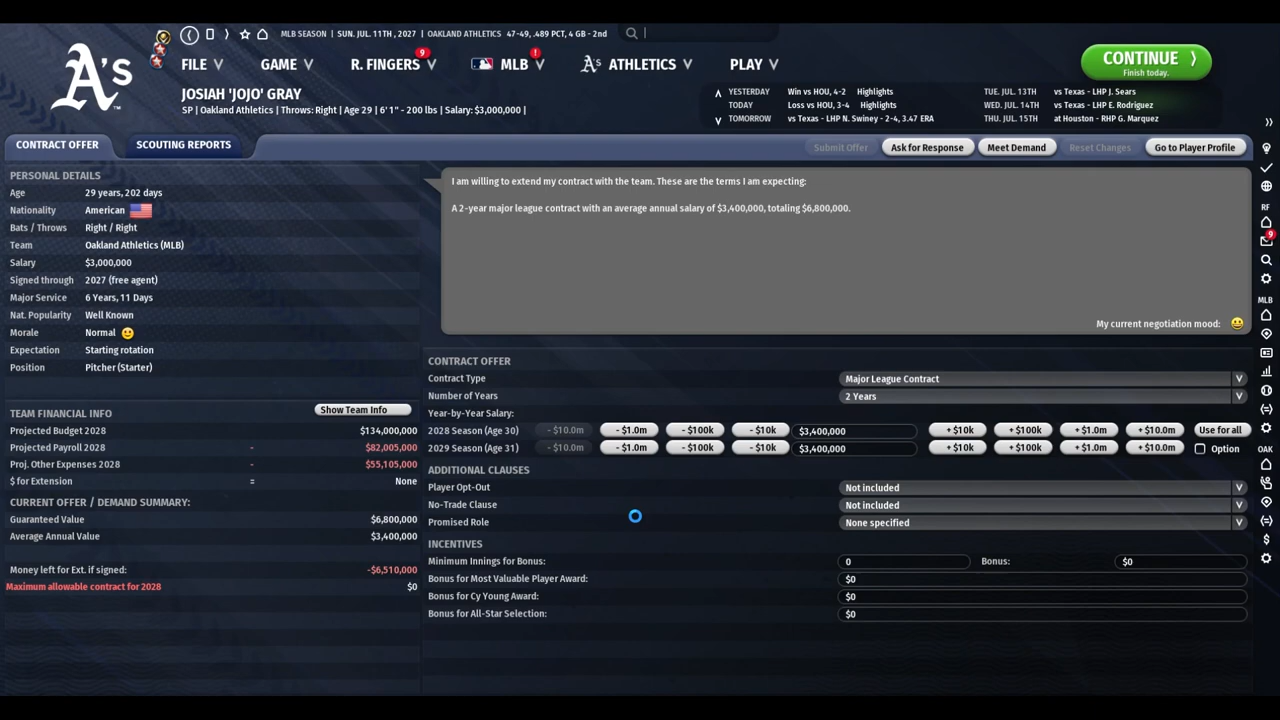 MLB SEASON | SUN. JUL. 11TH , 2027 | OAKLAND ATHLETICS 47-49, .489 PCT, 4 GB - 2nd
A's
FILE GAME R. FINGERS 9 MLB ! A's ATHLETICS PLAY
CONTINUE
Finish today.
JOSIAH 'JOJO' GRAY
SP | Oakland Athletics | Throws: Right | Age 29 | 6'1" - 200 lbs | Salary: $3,000,000 |
YESTERDAY Win vs HOU, 4-2 Highlights TUE. JUL. 13TH vs Texas - LHP J. Sears
TODAY Loss vs HOU, 3-4 Highlights WED. JUL. 14TH vs Texas - LHP E. Rodriguez
TOMORROW vs Texas - LHP N. Swiney - 2-4, 3.47 ERA THU. JUL. 15TH at Houston - RHP G. Marquez
CONTRACT OFFER SCOUTING REPORTS
Submit Offer Ask for Response Meet Demand Reset Changes Go to Player Profile
PERSONAL DETAILS
Age 29 years, 202 days
Nationality American
Bats / Throws Right / Right
Team Oakland Athletics (MLB)
Salary $3,000,000
Signed through 2027 (free agent)
Major Service 6 Years, 11 Days
Nat. Popularity Well Known
Morale Normal
Expectation Starting rotation
Position Pitcher (Starter)
I am willing to extend my contract with the team. These are the terms I am expecting:
A 2-year major league contract with an average annual salary of $3,400,000, totaling $6,800,000.
My current negotiation mood:
TEAM FINANCIAL INFO Show Team Info
Projected Budget 2028 $134,000,000
Projected Payroll 2028 - $82,005,000
Proj. Other Expenses 2028 - $55,105,000
$ for Extension = None
CURRENT OFFER / DEMAND SUMMARY:
Guaranteed Value $6,800,000
Average Annual Value $3,400,000
Money left for Ext. if signed: -$6,510,000
Maximum allowable contract for 2028 $0
CONTRACT OFFER
Contract Type Major League Contract
Number of Years 2 Years
Year-by-Year Salary:
2028 Season (Age 30) - $10.0m - $1.0m - $100k - $10k $3,400,000 + $10k + $100k + $1.0m + $10.0m Use for all
2029 Season (Age 31) - $10.0m - $1.0m - $100k - $10k $3,400,000 + $10k + $100k + $1.0m + $10.0m Option
ADDITIONAL CLAUSES
Player Opt-Out Not included
No-Trade Clause Not included
Promised Role None specified
INCENTIVES
Minimum Innings for Bonus: 0 Bonus: $0
Bonus for Most Valuable Player Award: $0
Bonus for Cy Young Award: $0
Bonus for All-Star Selection: $0
RF
9
MLB
OAK
$